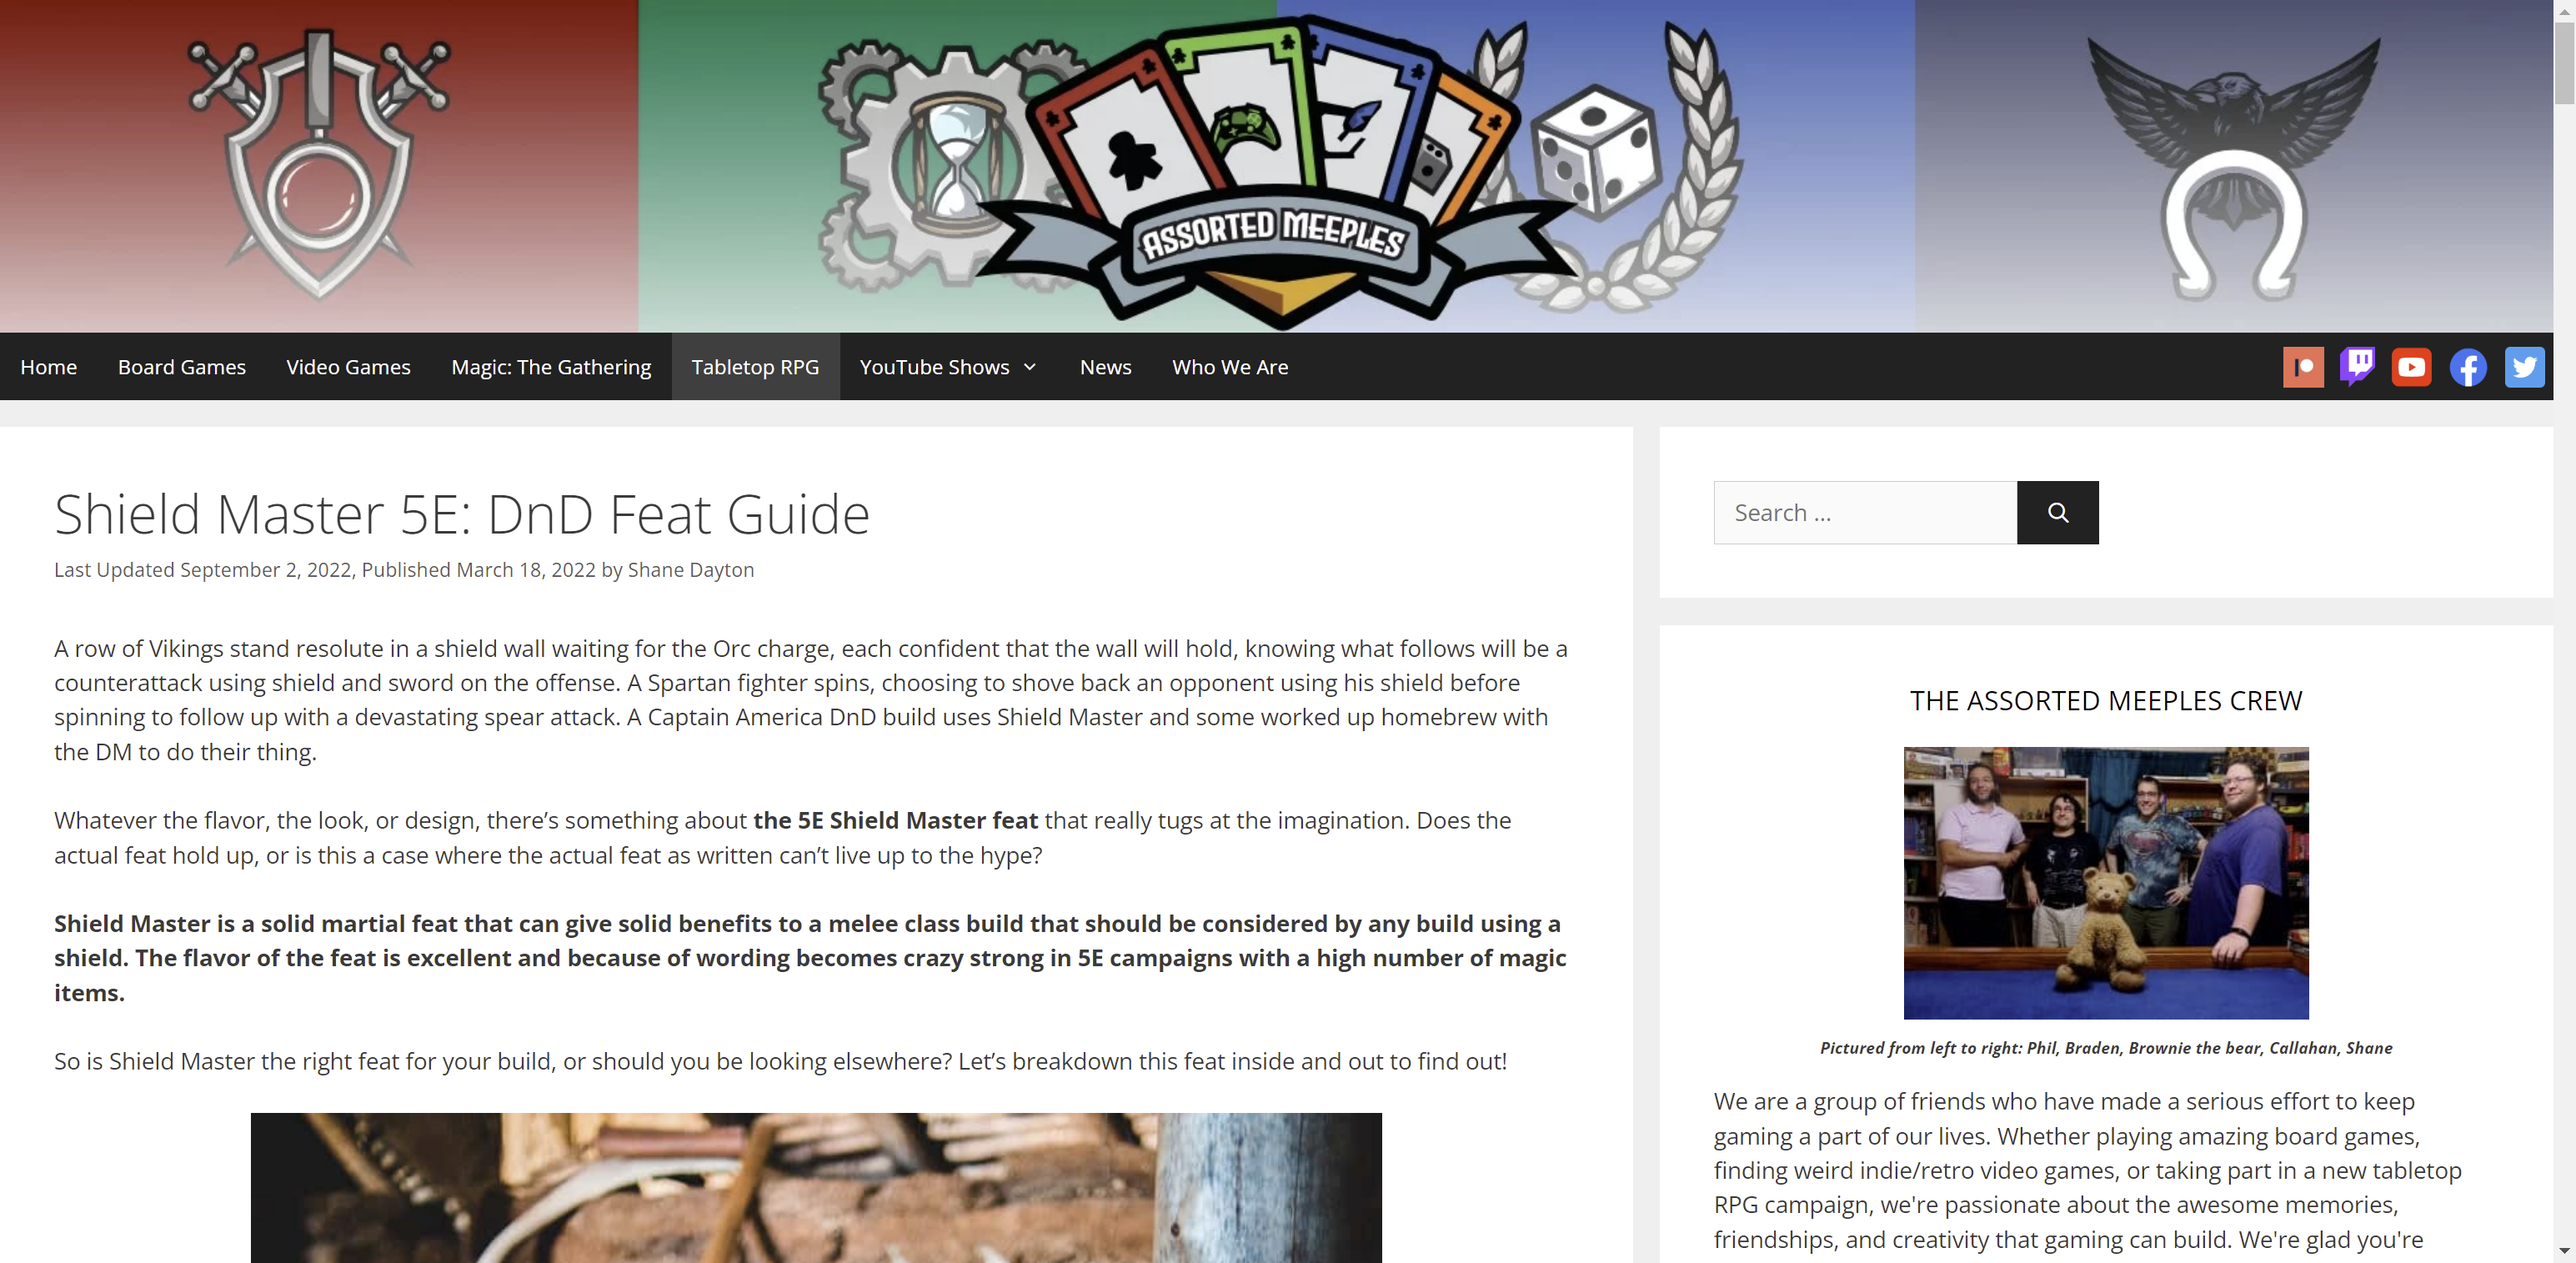 ASSORTED MEEPLES
Home
Board Games
Video Games
Magic: The Gathering
Tabletop RPG
YouTube Shows
News
Who We Are
Shield Master 5E: DnD Feat Guide
Last Updated September 2, 2022, Published March 18, 2022 by Shane Dayton
A row of Vikings stand resolute in a shield wall waiting for the Orc charge, each confident that the wall will hold, knowing what follows will be a
counterattack using shield and sword on the offense. A Spartan fighter spins, choosing to shove back an opponent using his shield before
spinning to follow up with a devastating spear attack. A Captain America DnD build uses Shield Master and some worked up homebrew with
the DM to do their thing.
Whatever the flavor, the look, or design, there’s something about the 5E Shield Master feat that really tugs at the imagination. Does the
actual feat hold up, or is this a case where the actual feat as written can’t live up to the hype?
Shield Master is a solid martial feat that can give solid benefits to a melee class build that should be considered by any build using a
shield. The flavor of the feat is excellent and because of wording becomes crazy strong in 5E campaigns with a high number of magic
items.
So is Shield Master the right feat for your build, or should you be looking elsewhere? Let’s breakdown this feat inside and out to find out!
Search ...
THE ASSORTED MEEPLES CREW
Pictured from left to right: Phil, Braden, Brownie the bear, Callahan, Shane
We are a group of friends who have made a serious effort to keep
gaming a part of our lives. Whether playing amazing board games,
finding weird indie/retro video games, or taking part in a new tabletop
RPG campaign, we're passionate about the awesome memories,
friendships, and creativity that gaming can build. We're glad you're